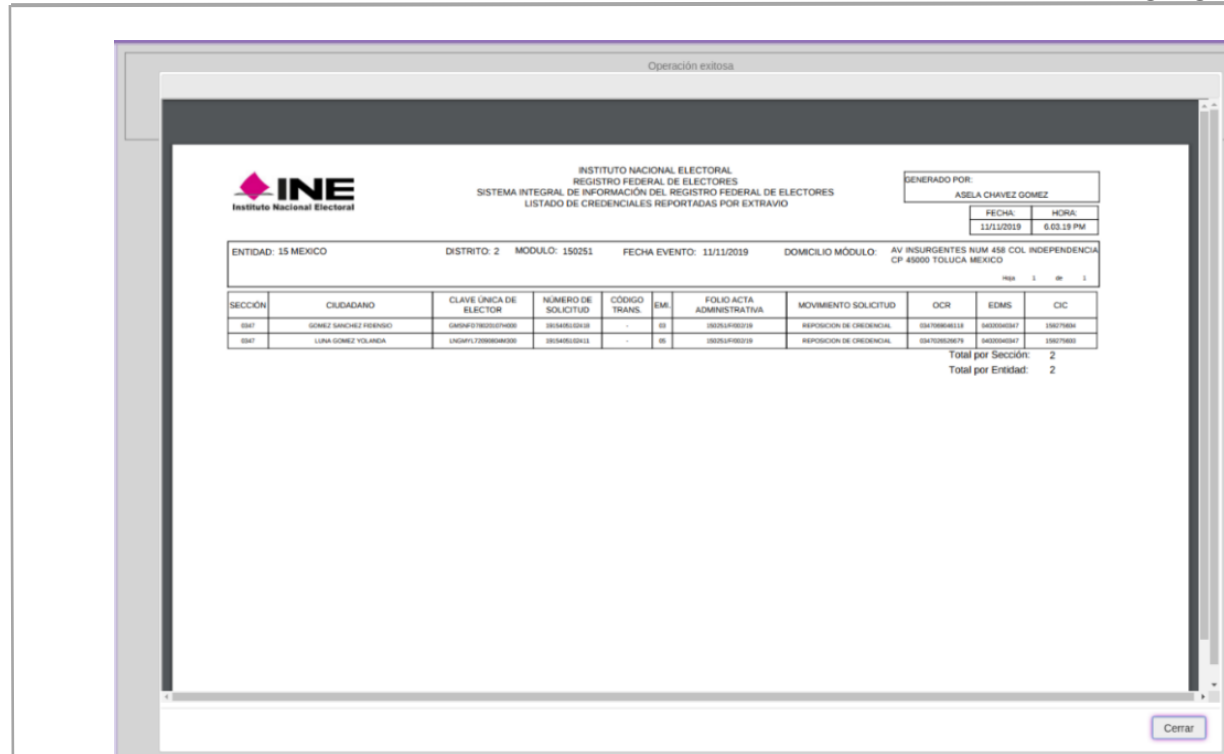 Operación exitosa
INE
Instituto Nacional Electoral
INSTITUTO NACIONAL ELECTORAL
REGISTRO FEDERAL DE ELECTORES
SISTEMA INTEGRAL DE INFORMACIÓN DEL REGISTRO FEDERAL DE ELECTORES
LISTADO DE CREDENCIALES REPORTADAS POR EXTRAVIO
GENERADO POR:
ASELA CHAVEZ GOMEZ
FECHA: HORA:
11/11/2019 6.03.19 PM
ENTIDAD: 15 MEXICO DISTRITO: 2 MODULO: 150251 FECHA EVENTO: 11/11/2019 DOMICILIO MÓDULO: AV INSURGENTES NUM 458 COL INDEPENDENCIA
CP 45000 TOLUCA MEXICO
Hoja 1 de 1
SECCIÓN CIUDADANO CLAVE ÚNICA DE ELECTOR NÚMERO DE SOLICITUD CÓDIGO TRANS. EMI. FOLIO ACTA ADMINISTRATIVA MOVIMIENTO SOLICITUD OCR EDMS CIC
0347 GOMEZ SANCHEZ FIDENSIO - 03 REPOSICION DE CREDENCIAL
0347 LUNA GOMEZ YOLANDA - 05 REPOSICION DE CREDENCIAL
Total por Sección: 2
Total por Entidad: 2
Cerrar